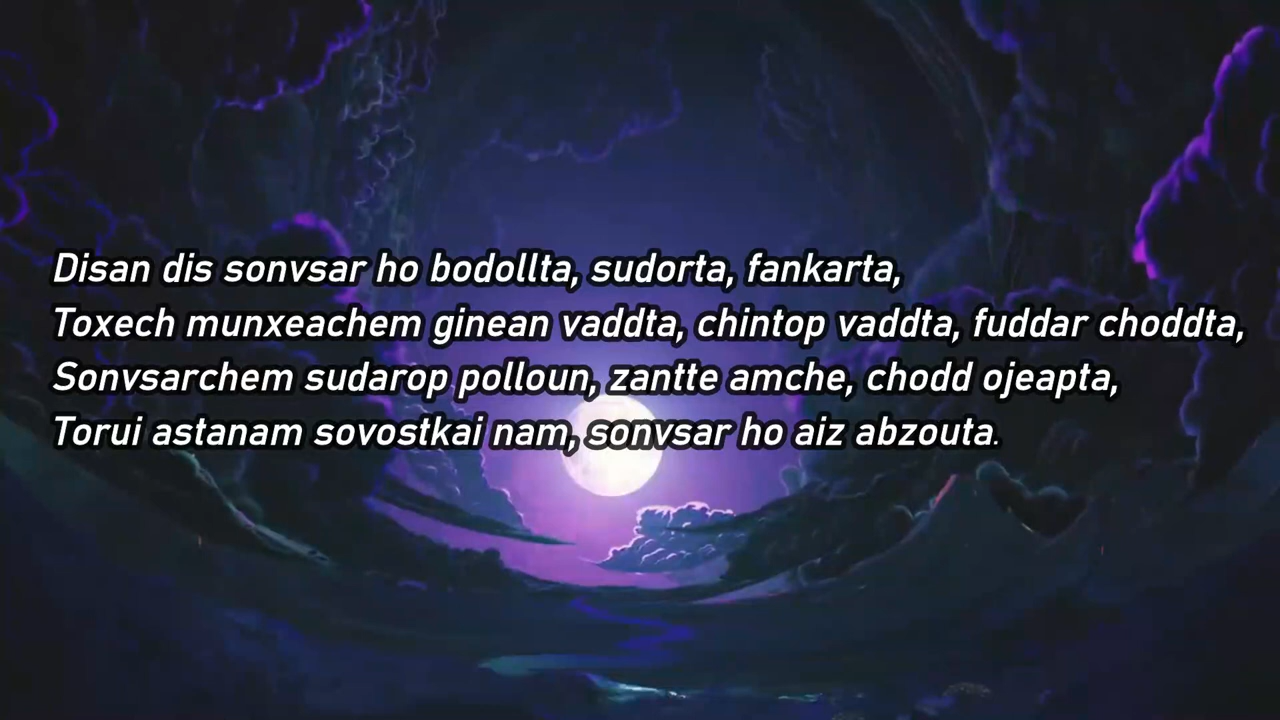 Disan dis sonvsar ho bodollta, sudorta, fankarta,
Toxech munxeachem ginean vaddta, chintop vaddta, fuddar choddta,
Sonvsarchem sudarop polloun, zantte amche, chodd ojeapta,
Torui astanam sovostkai nam, sonvsar ho aiz abzouta.